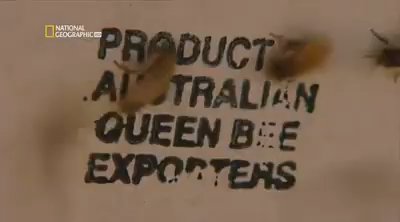 NATIONAL
GEOGRAPHIC
PRODUCT
AUSTRALIAN
QUEEN BEE
EXPORTERS